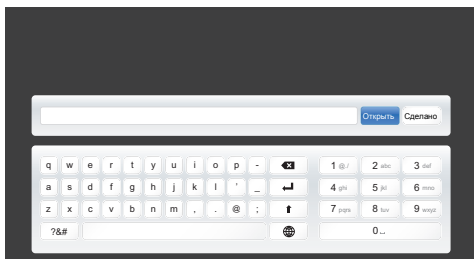 Открыть Сделано
q w e r t y u i o p - 1 @./ 2 abc 3 def
a s d f g h j k l ' _ 4 ghi 5 jkl 6 mno
z x c v b n m , . @ ; 7 pqrs 8 tuv 9 wxyz
?&# 0